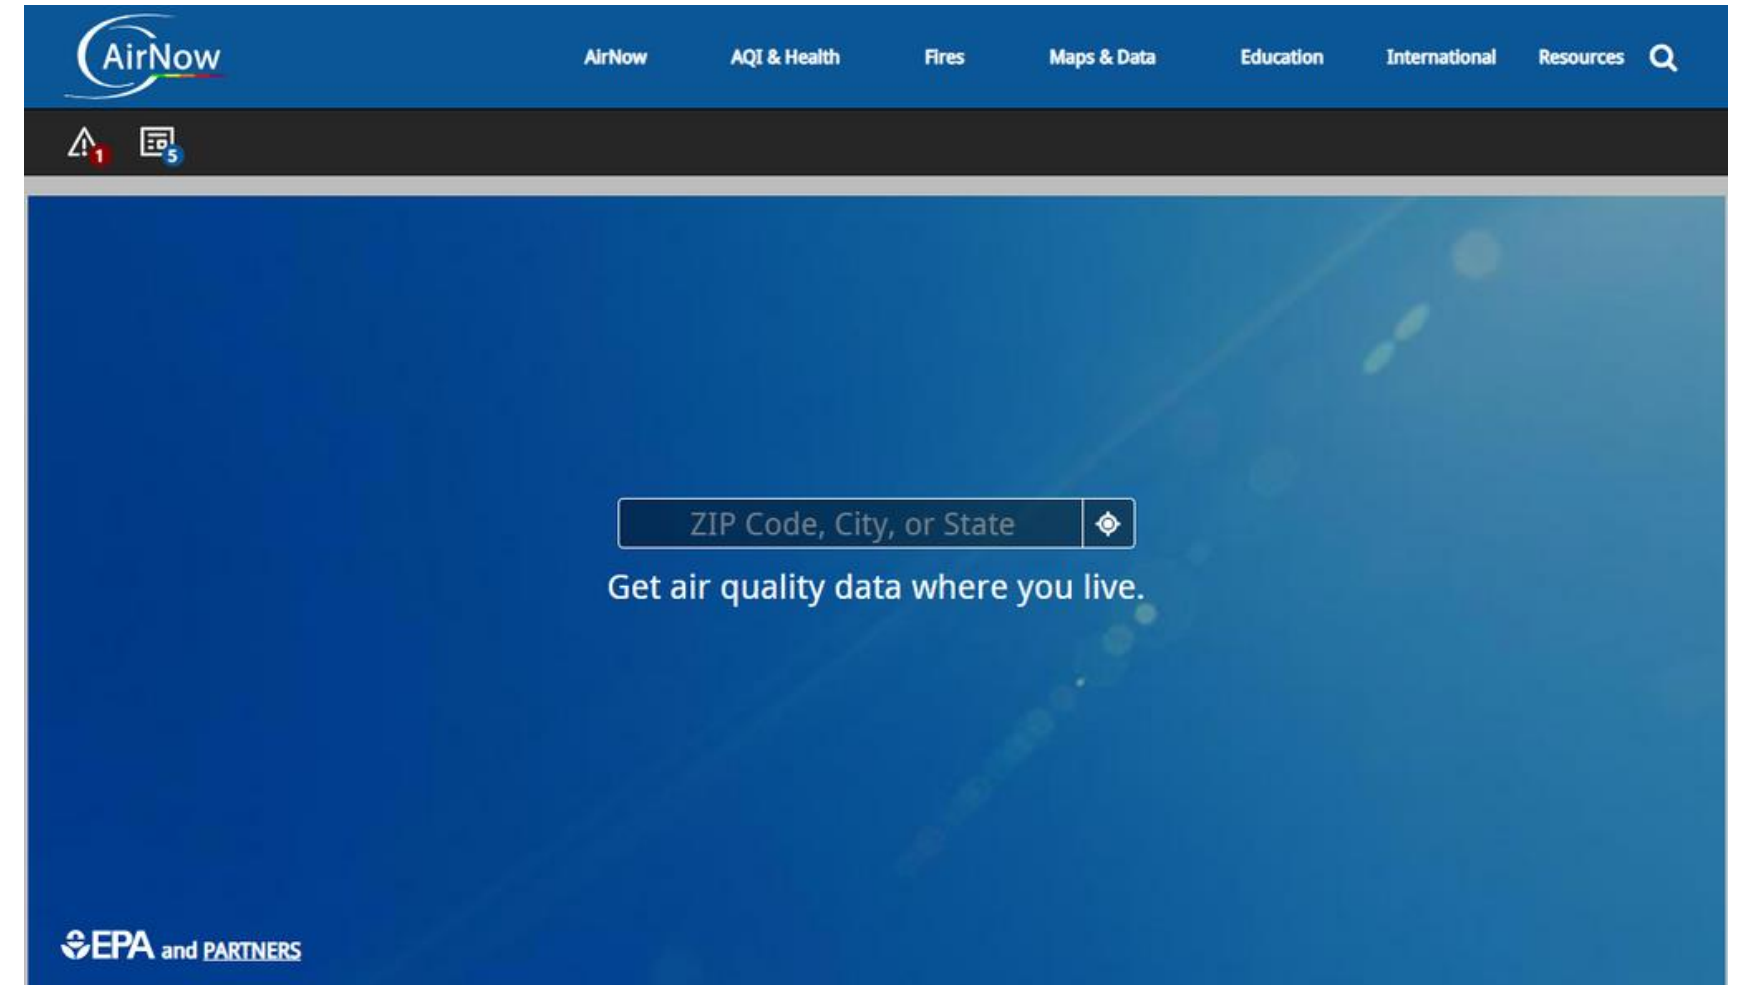 AirNow
AirNow AQI & Health Fires Maps & Data Education International Resources
1 5
ZIP Code, City, or State
Get air quality data where you live.
EPA and PARTNERS